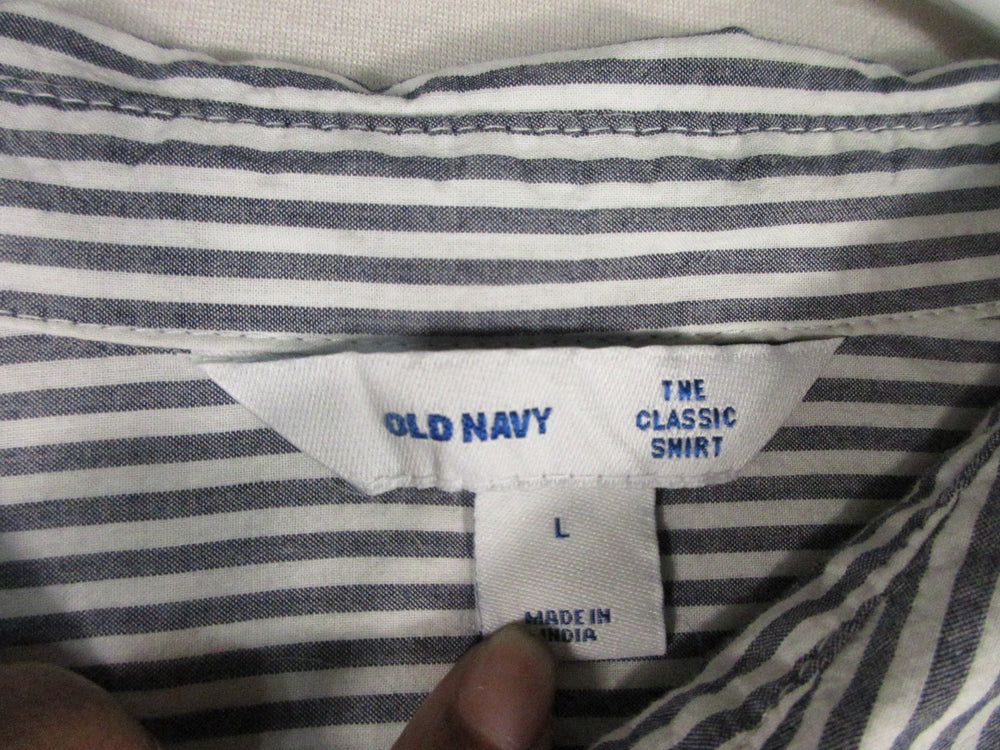 OLD NAVY
THE
CLASSIC
SHIRT
L
MADE IN
INDIA